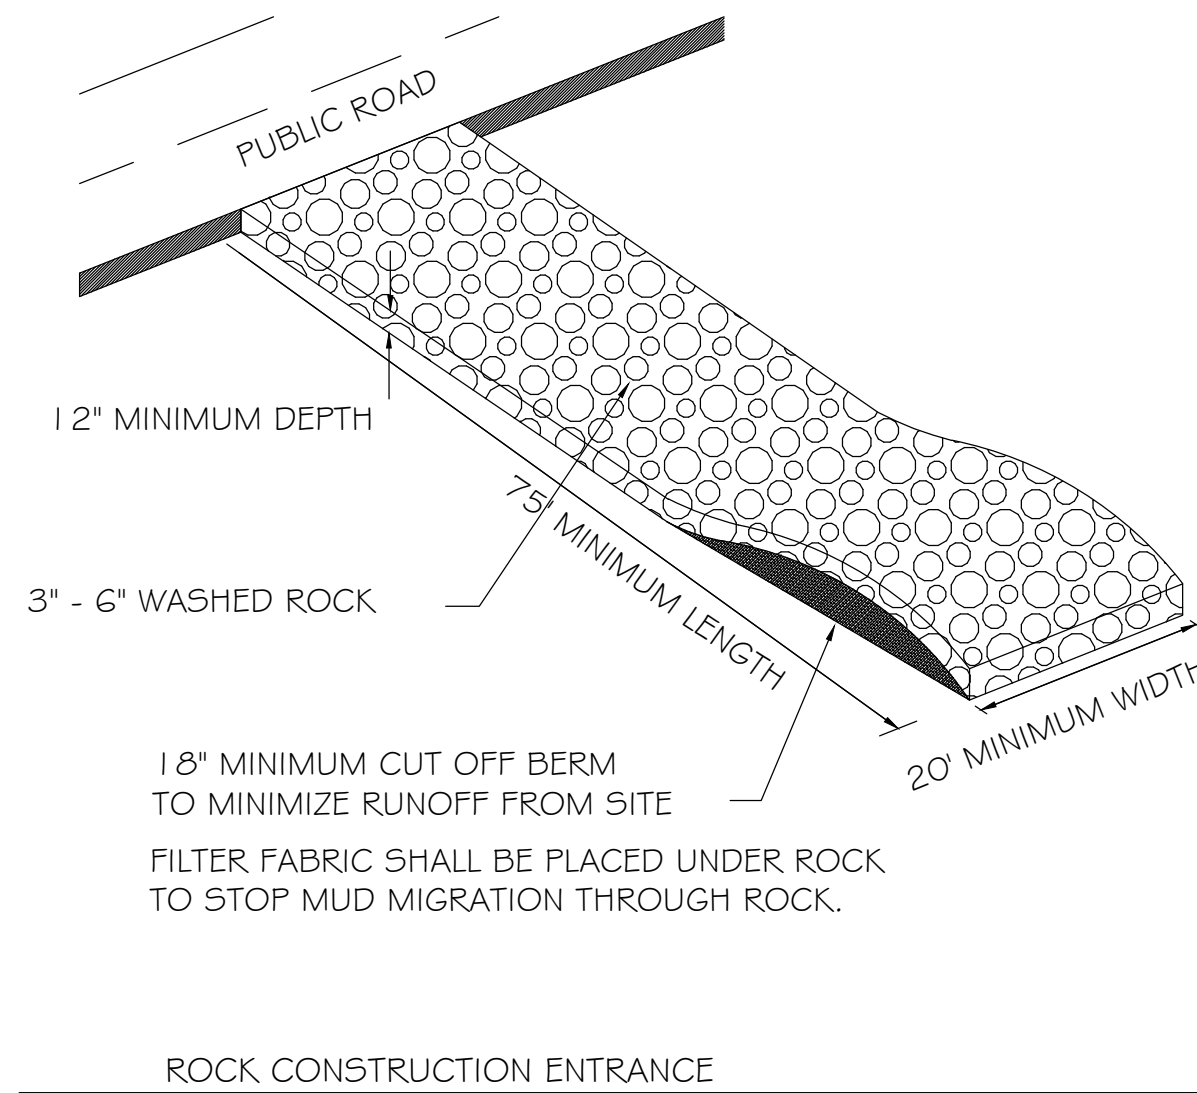 PUBLIC ROAD
12" MINIMUM DEPTH
75' MINIMUM LENGTH
3" - 6" WASHED ROCK
20' MINIMUM WIDTH
18" MINIMUM CUT OFF BERM
TO MINIMIZE RUNOFF FROM SITE
FILTER FABRIC SHALL BE PLACED UNDER ROCK
TO STOP MUD MIGRATION THROUGH ROCK.
ROCK CONSTRUCTION ENTRANCE